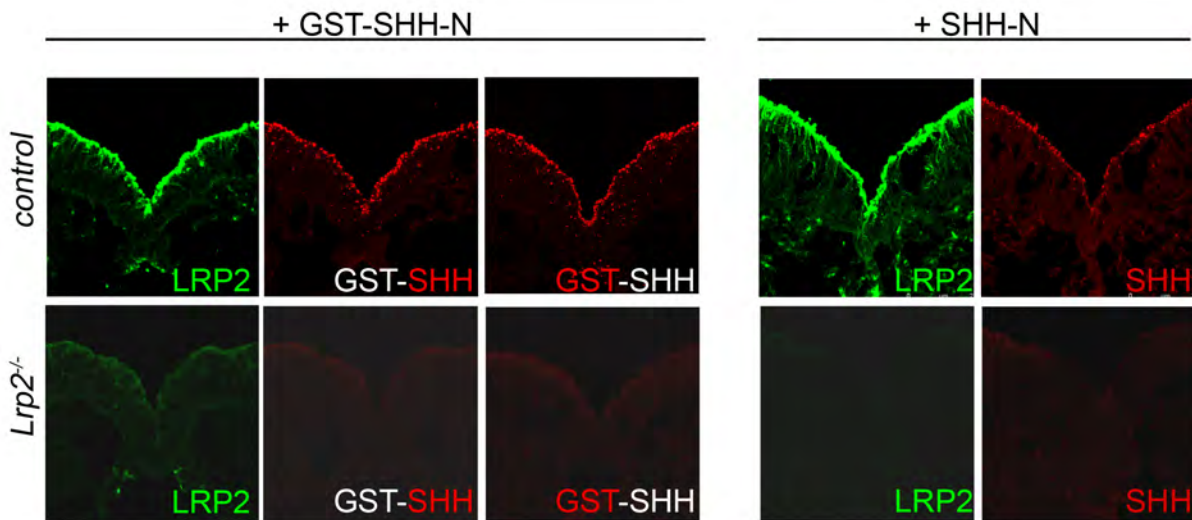 + GST-SHH-N
+ SHH-N
control
LRP2
GST-SHH
GST-SHH
LRP2
SHH
Lrp2-/-
LRP2
GST-SHH
GST-SHH
LRP2
SHH